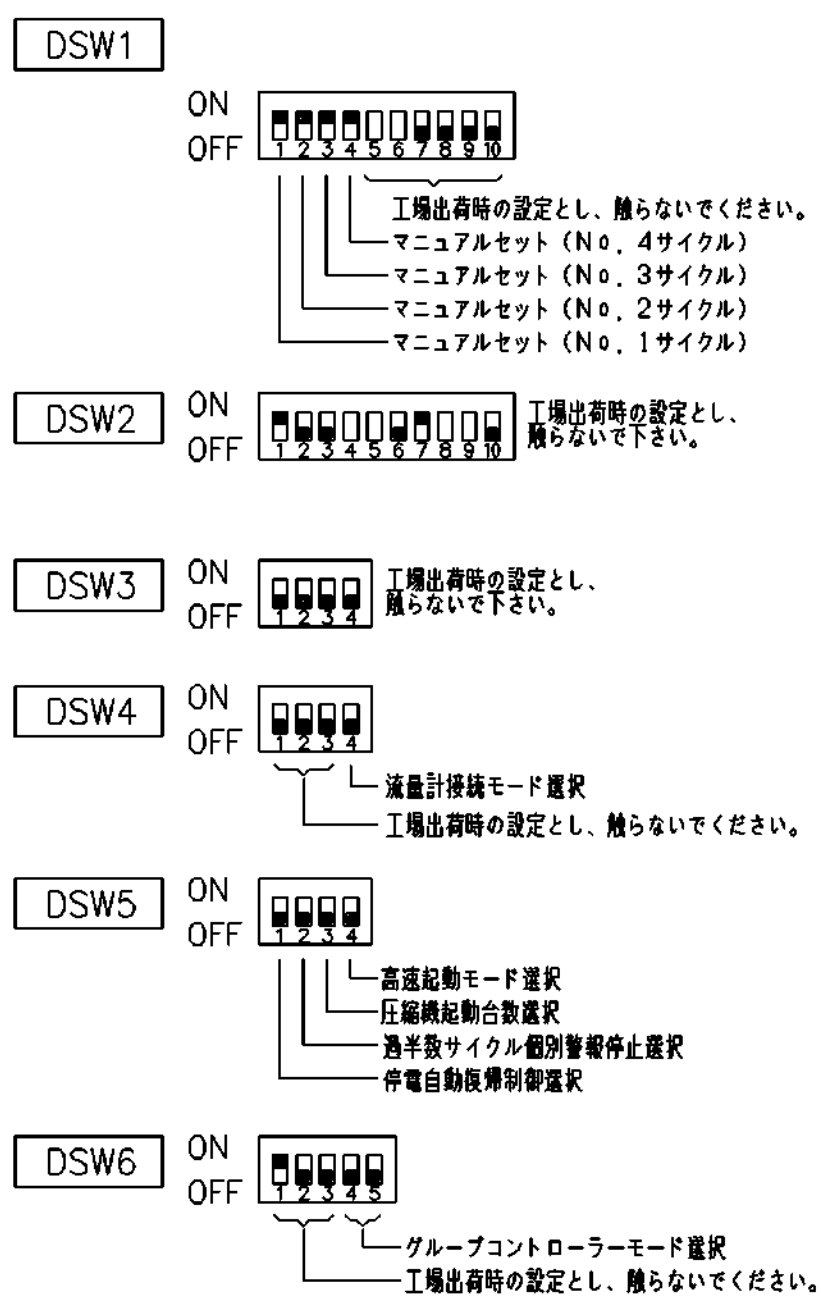 DSW1
ON
OFF
1 2 3 4 5 6 7 8 9 10
工場出荷時の設定とし、触らないでください。
マニュアルセット(No. 4サイクル)
マニュアルセット(No. 3サイクル)
マニュアルセット(No. 2サイクル)
マニュアルセット(No. 1サイクル)
DSW2
ON
OFF
1 2 3 4 5 6 7 8 9 10
工場出荷時の設定とし、
触らないで下さい。
DSW3
ON
OFF
1 2 3 4
工場出荷時の設定とし、
触らないで下さい。
DSW4
ON
OFF
1 2 3 4
流量計接続モード選択
工場出荷時の設定とし、触らないでください。
DSW5
ON
OFF
1 2 3 4
高速起動モード選択
圧縮機起動台数選択
過半数サイクル個別警報停止選択
停電自動復帰制御選択
DSW6
ON
OFF
1 2 3 4 5
グループコントローラーモード選択
工場出荷時の設定とし、触らないでください。